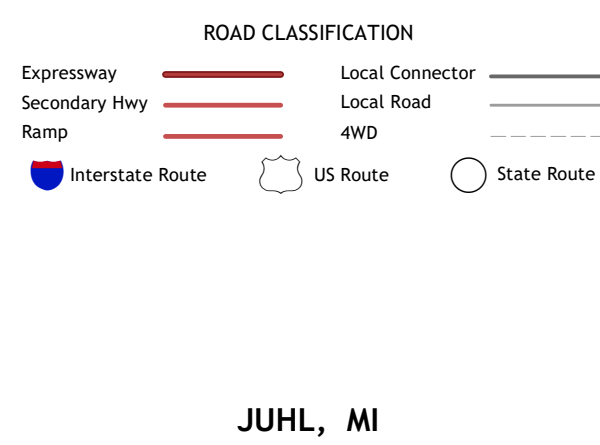 ROAD CLASSIFICATION
Expressway
Local Connector
Secondary Hwy
Local Road
Ramp
4WD
Interstate Route
US Route
State Route
JUHL, MI